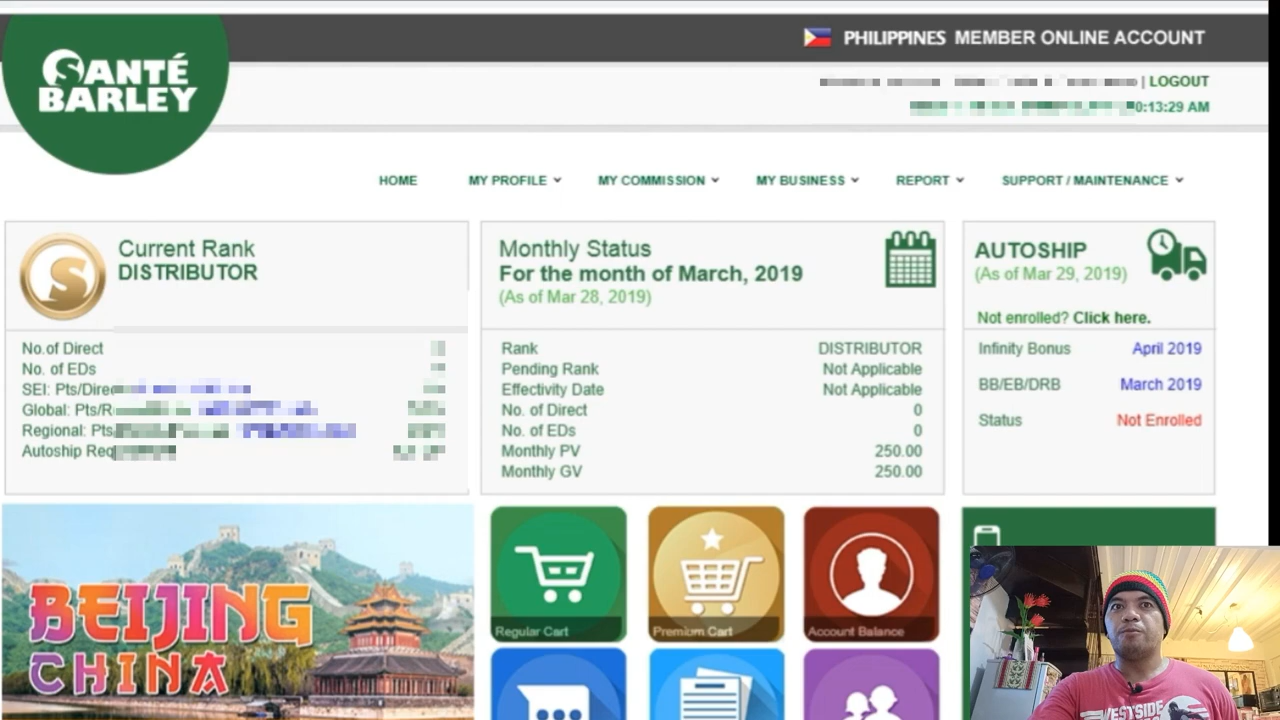 SANTÉ
BARLEY
PHILIPPINES MEMBER ONLINE ACCOUNT
| LOGOUT
0:13:29 AM
HOME
MY PROFILE
MY COMMISSION
MY BUSINESS
REPORT
SUPPORT / MAINTENANCE
Current Rank
DISTRIBUTOR
No.of Direct
No. of EDs
SEI: Pts/Direc
Global: Pts/R
Regional: Pts
Autoship Req
Monthly Status
For the month of March, 2019
(As of Mar 28, 2019)
Rank DISTRIBUTOR
Pending Rank Not Applicable
Effectivity Date Not Applicable
No. of Direct 0
No. of EDs 0
Monthly PV 250.00
Monthly GV 250.00
AUTOSHIP
(As of Mar 29, 2019)
Not enrolled? Click here.
Infinity Bonus April 2019
BB/EB/DRB March 2019
Status Not Enrolled
BEIJING
CHINA
Regular Cart
Premium Cart
Account Balance
WESTSIDE